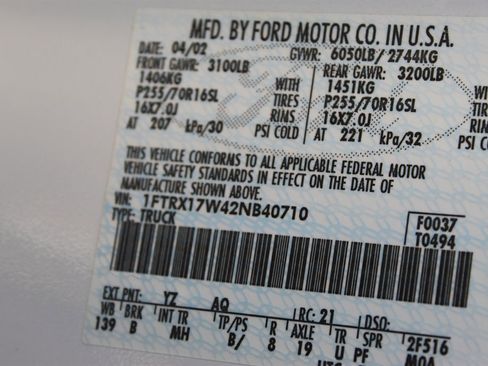 MFD. BY FORD MOTOR CO. IN U.S.A.
DATE: 04/02 GVWR: 6050LB/ 2744KG
FRONT GAWR: 3100LB REAR GAWR: 3200LB
1406KG WITH 1451KG WITH
P255/70R16SL TIRES P255/70R16SL
16X7.0J RIMS 16X7.0J
AT 207 kPa/30 PSI COLD AT 221 kPa/32 PSI
THIS VEHICLE CONFORMS TO ALL APPLICABLE FEDERAL MOTOR
VEHICLE SAFETY STANDARDS IN EFFECT ON THE DATE OF
MANUFACTURE SHOWN ABOVE.
VIN: 1FTRX17W42NB40710 F0037
TYPE: TRUCK T0494
EXT PNT: YZ AQ RC: 21 DSO:
WB BRK INT TR TP/PS R AXLE TR SPR 2F516
139 B MH B/ 8 19 U PF